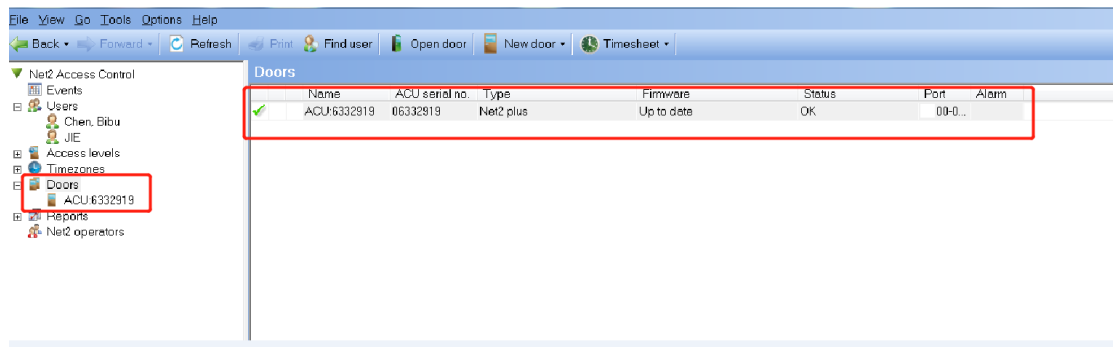 File View Go Tools Options Help
Back Forward Refresh Print Find user Open door New door Timesheet
Net2 Access Control
Events
Users
Chen, Bibu
JIE
Access levels
Timezones
Doors
ACU:6332919
Reports
Net2 operators
Doors
Name ACU serial no. Type Firmware Status Port Alarm
ACU:6332919 06332919 Net2 plus Up to date OK 00-0...